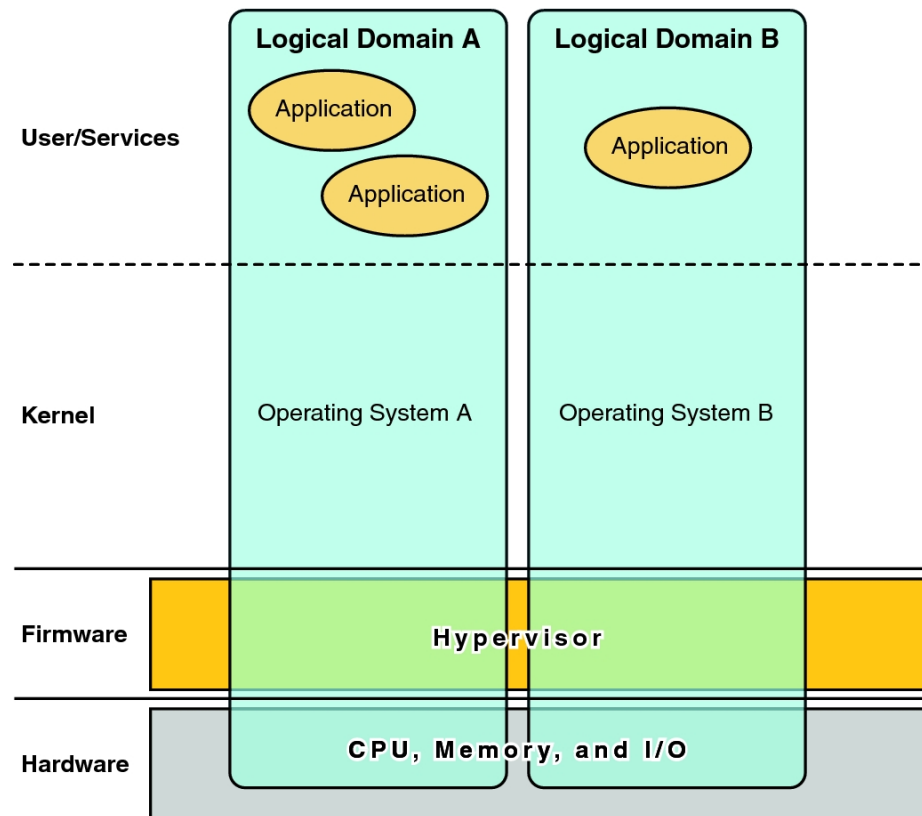 Logical Domain A
Logical Domain B
Application
Application
Application
User/Services
Kernel
Operating System A
Operating System B
Firmware
Hypervisor
Hardware
CPU, Memory, and I/O